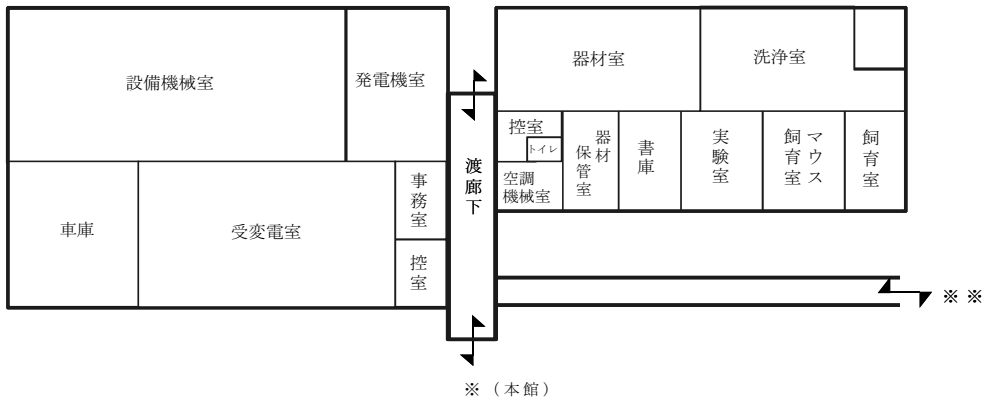 設備機械室
発電機室
車庫
受変電室
事務室
控室
渡廊下
器材室
洗浄室
控室
トイレ
空調
機械室
器材
保管室
書庫
実験室
マウス
飼育室
飼育室
※※
※（本館）